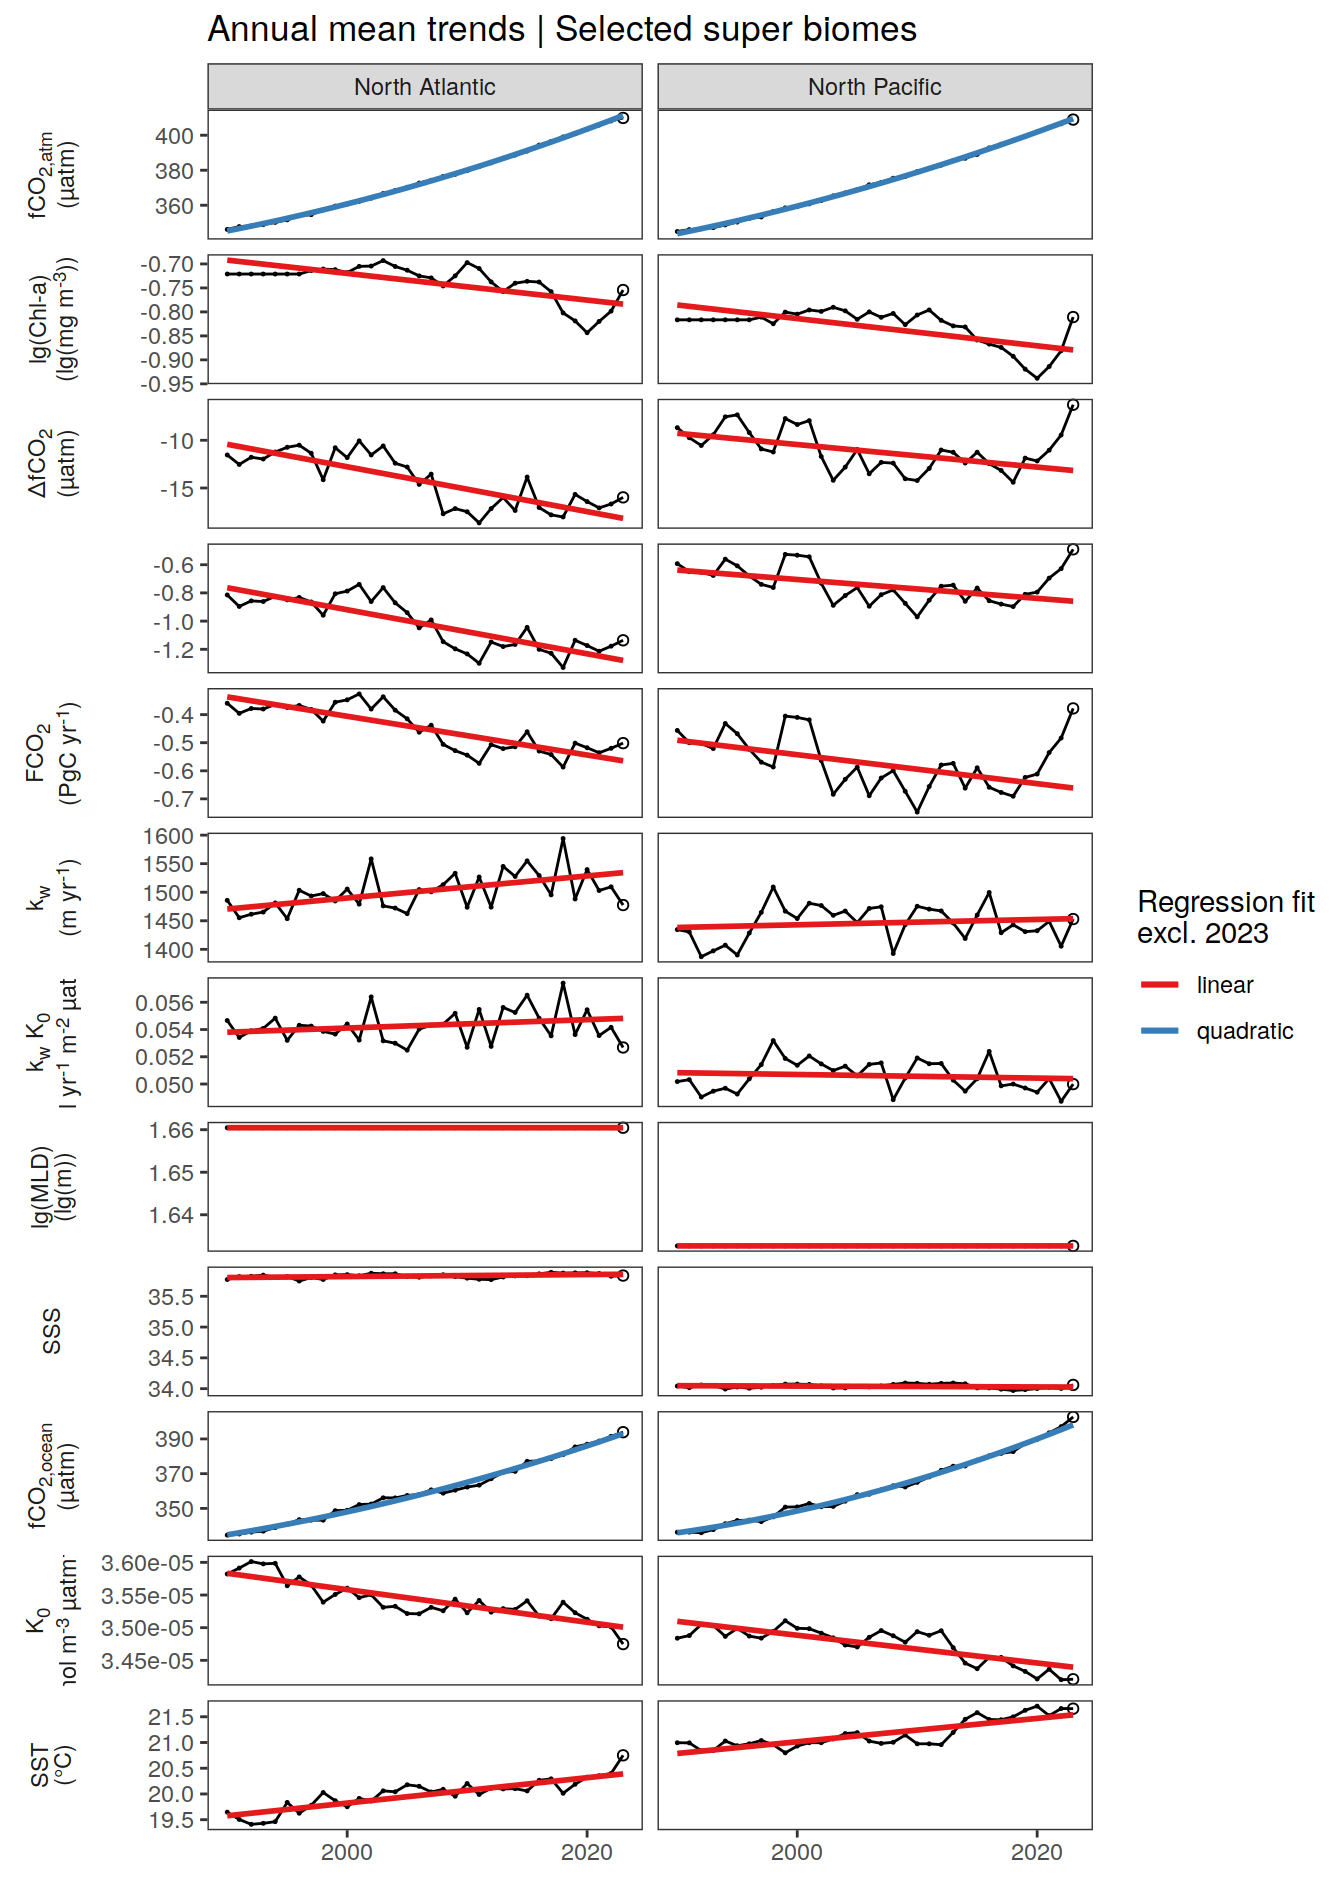 Annual mean trends | Selected super biomes
North Atlantic
North Pacific
fCO2,atm
(µatm)
400
380
360
lg(Chl-a)
(lg(mg m-3))
-0.70
-0.75
-0.80
-0.85
-0.90
-0.95
ΔfCO2
(µatm)
-10
-15
-0.6
-0.8
-1.0
-1.2
FCO2
(PgC yr-1)
-0.4
-0.5
-0.6
-0.7
kw
(m yr-1)
1600
1550
1500
1450
1400
kw K0
l yr-1 m-2 µat
0.056
0.054
0.052
0.050
lg(MLD)
(lg(m))
1.66
1.65
1.64
SSS
35.5
35.0
34.5
34.0
fCO2,ocean
(µatm)
390
370
350
K0
nol m-3 µatm-
3.60e-05
3.55e-05
3.50e-05
3.45e-05
SST
(°C)
21.5
21.0
20.5
20.0
19.5
2000
2020
2000
2020
Regression fit
excl. 2023
linear
quadratic